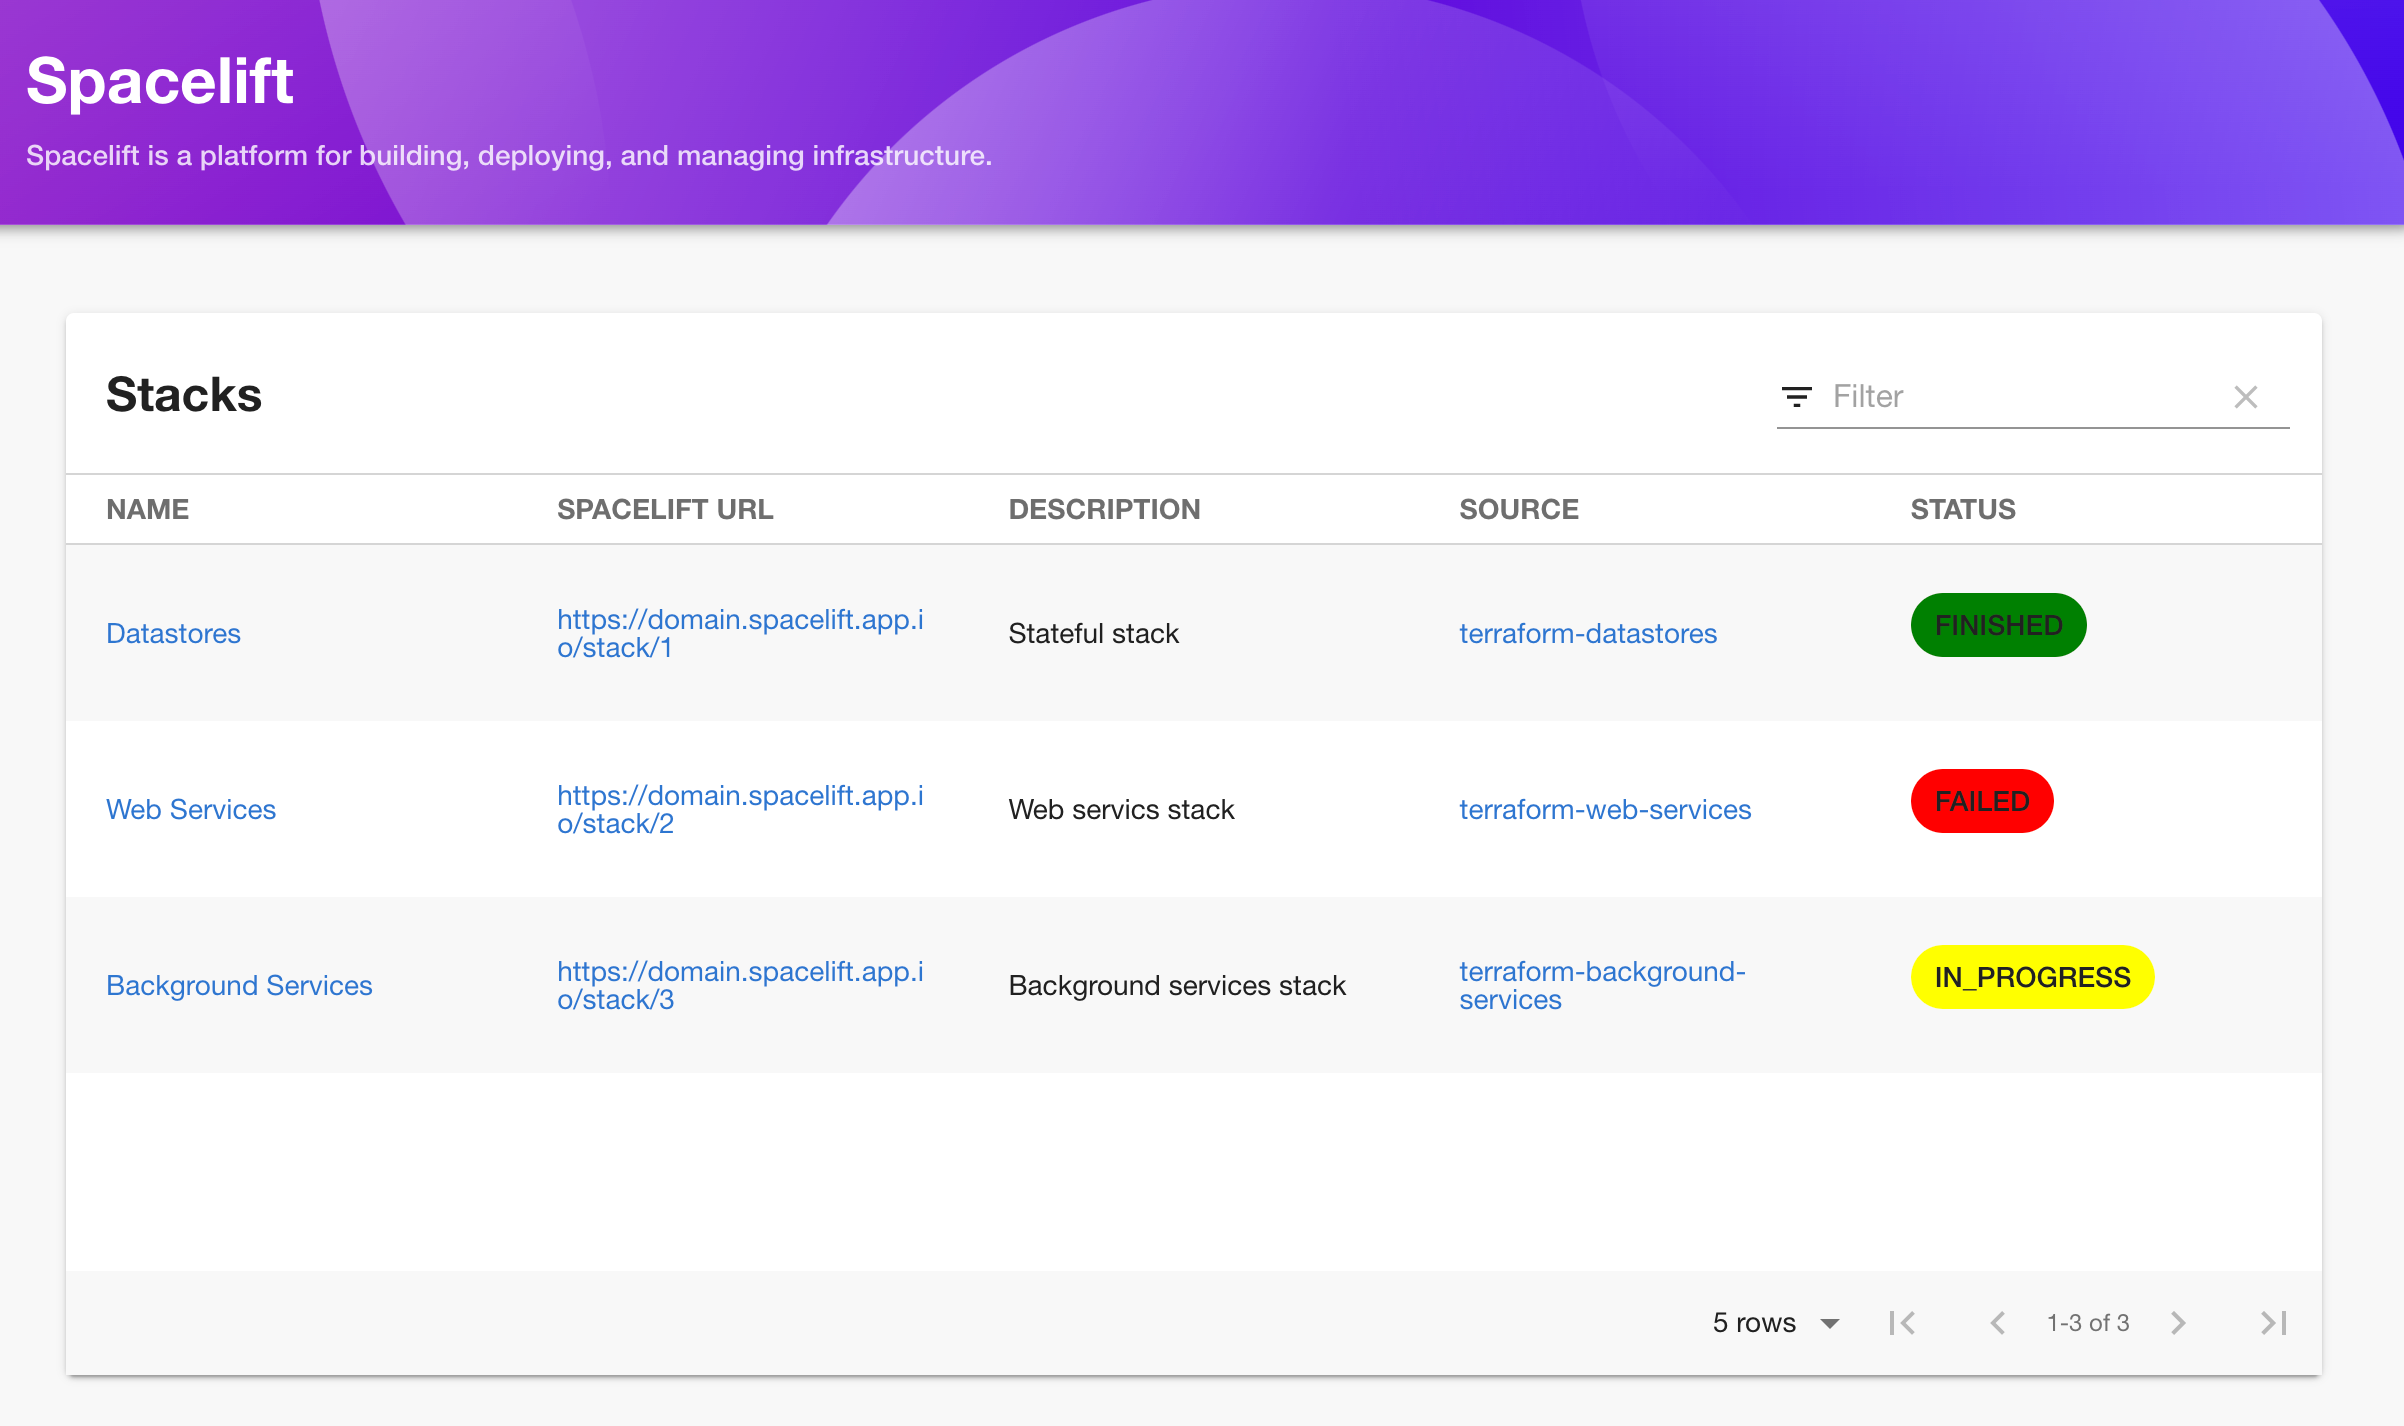 Spacelift
Spacelift is a platform for building, deploying, and managing infrastructure.
Stacks
Filter
NAME SPACELIFT URL DESCRIPTION SOURCE STATUS
Datastores https://domain.spacelift.app.i Stateful stack terraform-datastores FINISHED
o/stack/1
Web Services https://domain.spacelift.app.i Web servics stack terraform-web-services FAILED
o/stack/2
Background Services https://domain.spacelift.app.i Background services stack terraform-background- IN_PROGRESS
o/stack/3 services
5 rows 1-3 of 3